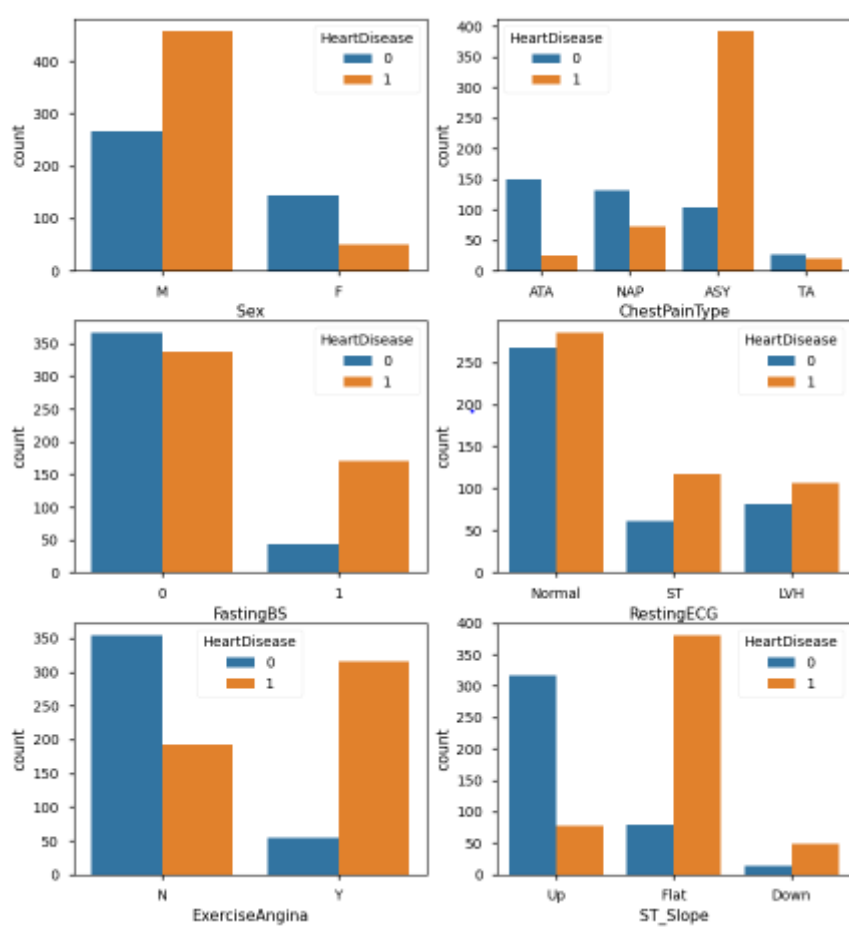 HeartDisease
0
1
400
300
200
100
0
count
M F
Sex
HeartDisease
0
1
400
350
300
250
200
150
100
50
0
count
ATA NAP ASY TA
ChestPainType
HeartDisease
0
1
350
300
250
200
150
100
50
0
count
0 1
FastingBS
HeartDisease
0
1
250
200
150
100
50
0
count
Normal ST LVH
RestingECG
HeartDisease
0
1
350
300
250
200
150
100
50
0
count
N Y
ExerciseAngina
HeartDisease
0
1
400
350
300
250
200
150
100
50
0
count
Up Flat Down
ST_Slope